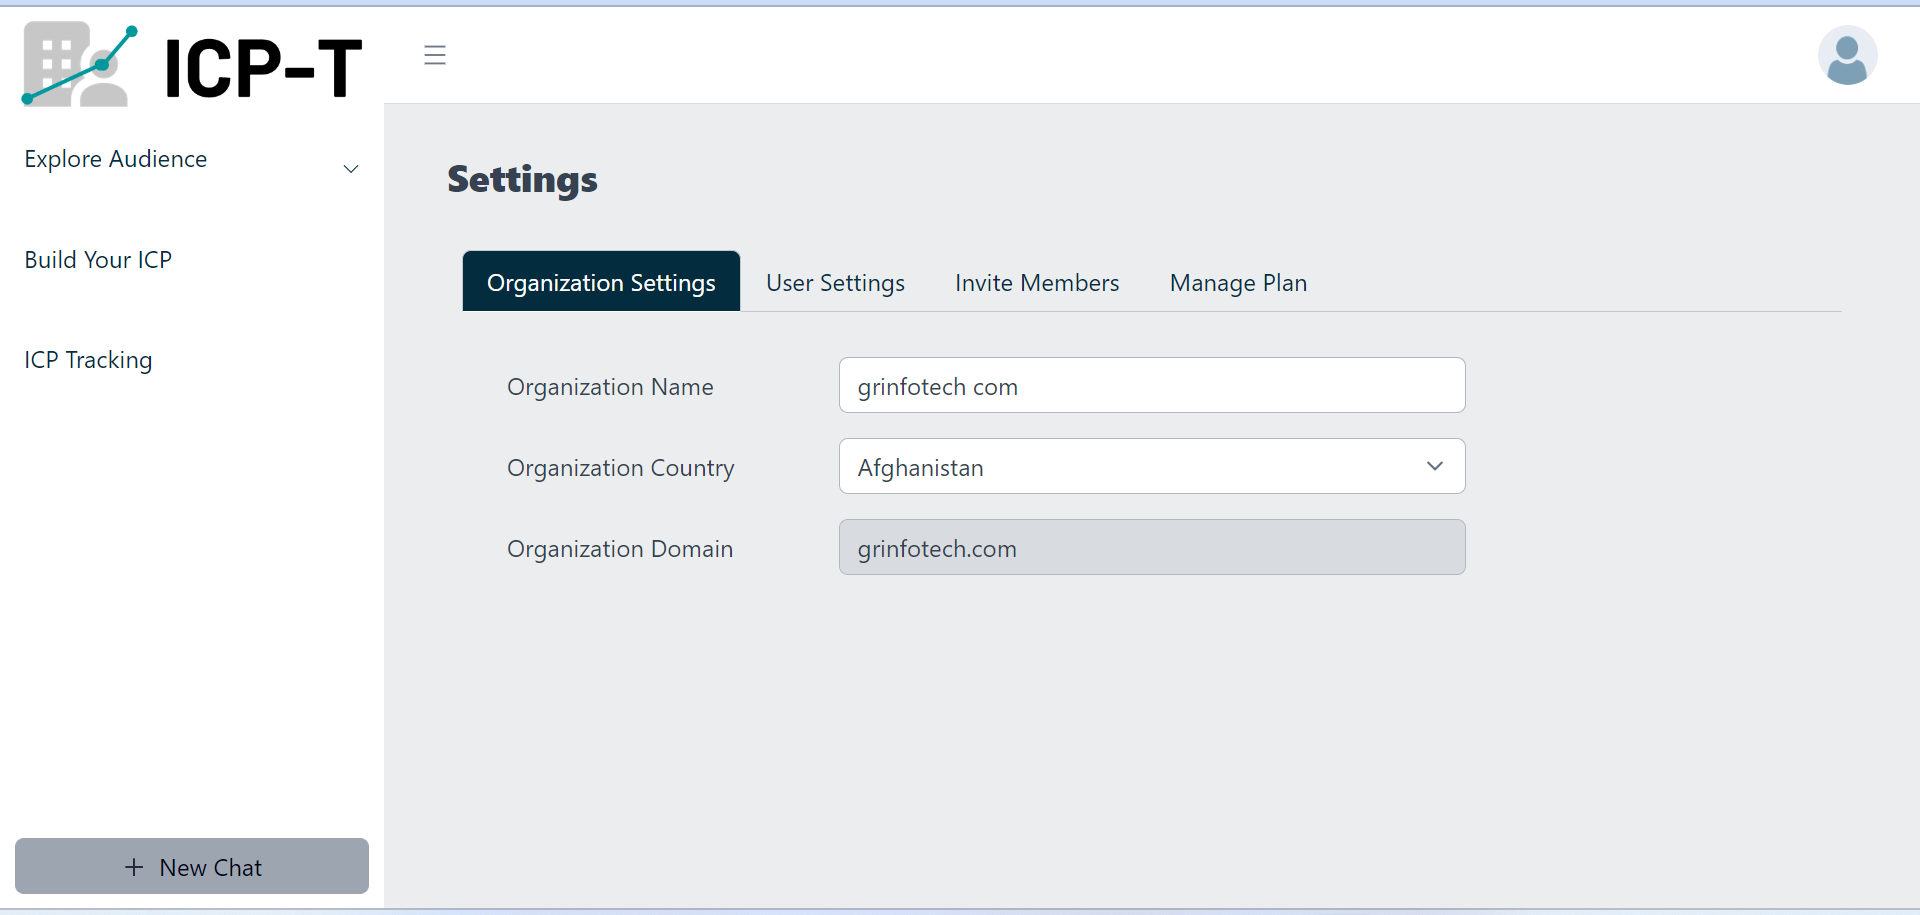 ICP-T
Explore Audience
Build Your ICP
ICP Tracking
New Chat
Settings
Organization Settings
User Settings
Invite Members
Manage Plan
Organization Name
grinfotech com
Organization Country
Afghanistan
Organization Domain
grinfotech.com